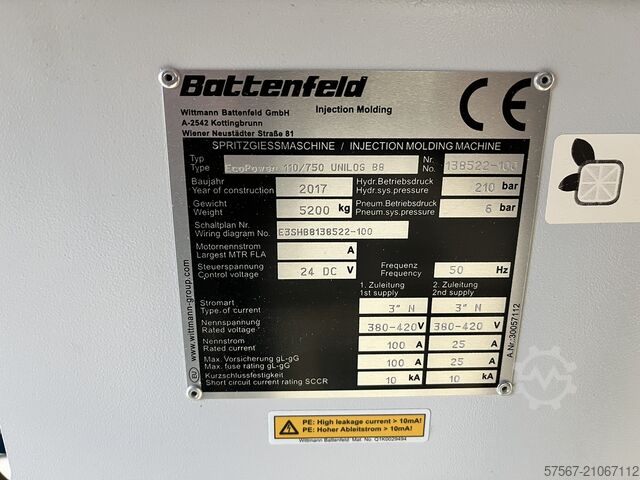 Battenfeld
CE
Wittmann Battenfeld GmbH
Injection Molding
A-2542 Kottingbrunn
Wiener Neustädter Straße 81
SPRITZGIESSMASCHINE / INJECTION MOLDING MACHINE
Typ Nr.
Type EcoPower 110/750 UNILOG B8 No. 138522-100
Baujahr Hydr.Betriebsdruck
Year of construction 2017 Hydr.sys.pressure 210 bar
Gewicht Pneum.Betriebsdruck
Weight 5200 kg Pneum.sys.pressure 6 bar
Schaltplan Nr.
Wiring diagram No. E3SHB8138522-100
Motornennstrom
Largest MTR FLA A
Steuerspannung Frequenz
Control voltage 24 DC V Frequency 50 Hz
1. Zuleitung 2. Zuleitung
1st supply 2nd supply
Stromart
Type of current 3~ N 3~ N
Nennspannung
Rated voltage 380-420 V 380-420 V
Nennstrom
Rated current 100 A 25 A
Max. Vorsicherung gL-gG
Max. fuse rating gL-gG 100 A 25 A
Kurzschlussfestigkeit
Short circuit current rating SCCR 10 kA 10 kA
www.wittmann-group.com
A.Nr.:30057112
PE: High leakage current > 10mA!
PE: Hoher Ableitstrom > 10mA!
Wittmann Battenfeld Mat. No. Q1K0029494
57567-21067112